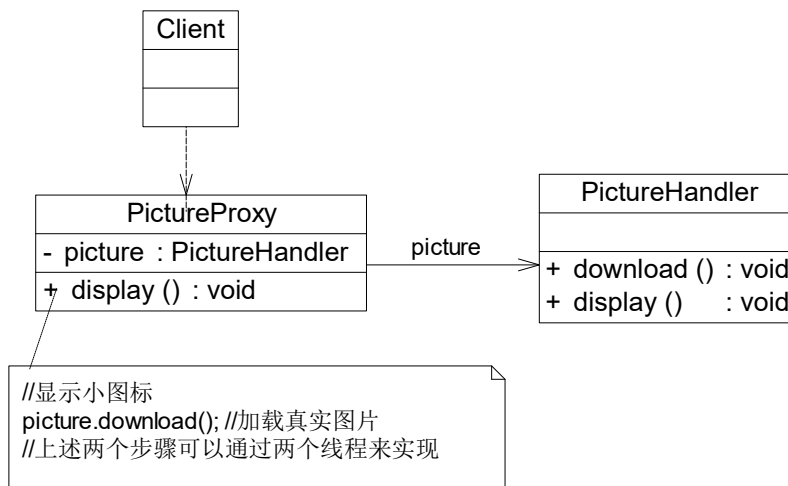 Client
PictureProxy
- picture : PictureHandler
+ display () : void
picture
PictureHandler
+ download () : void
+ display () : void
//显示小图标
picture.download(); //加载真实图片
//上述两个步骤可以通过两个线程来实现